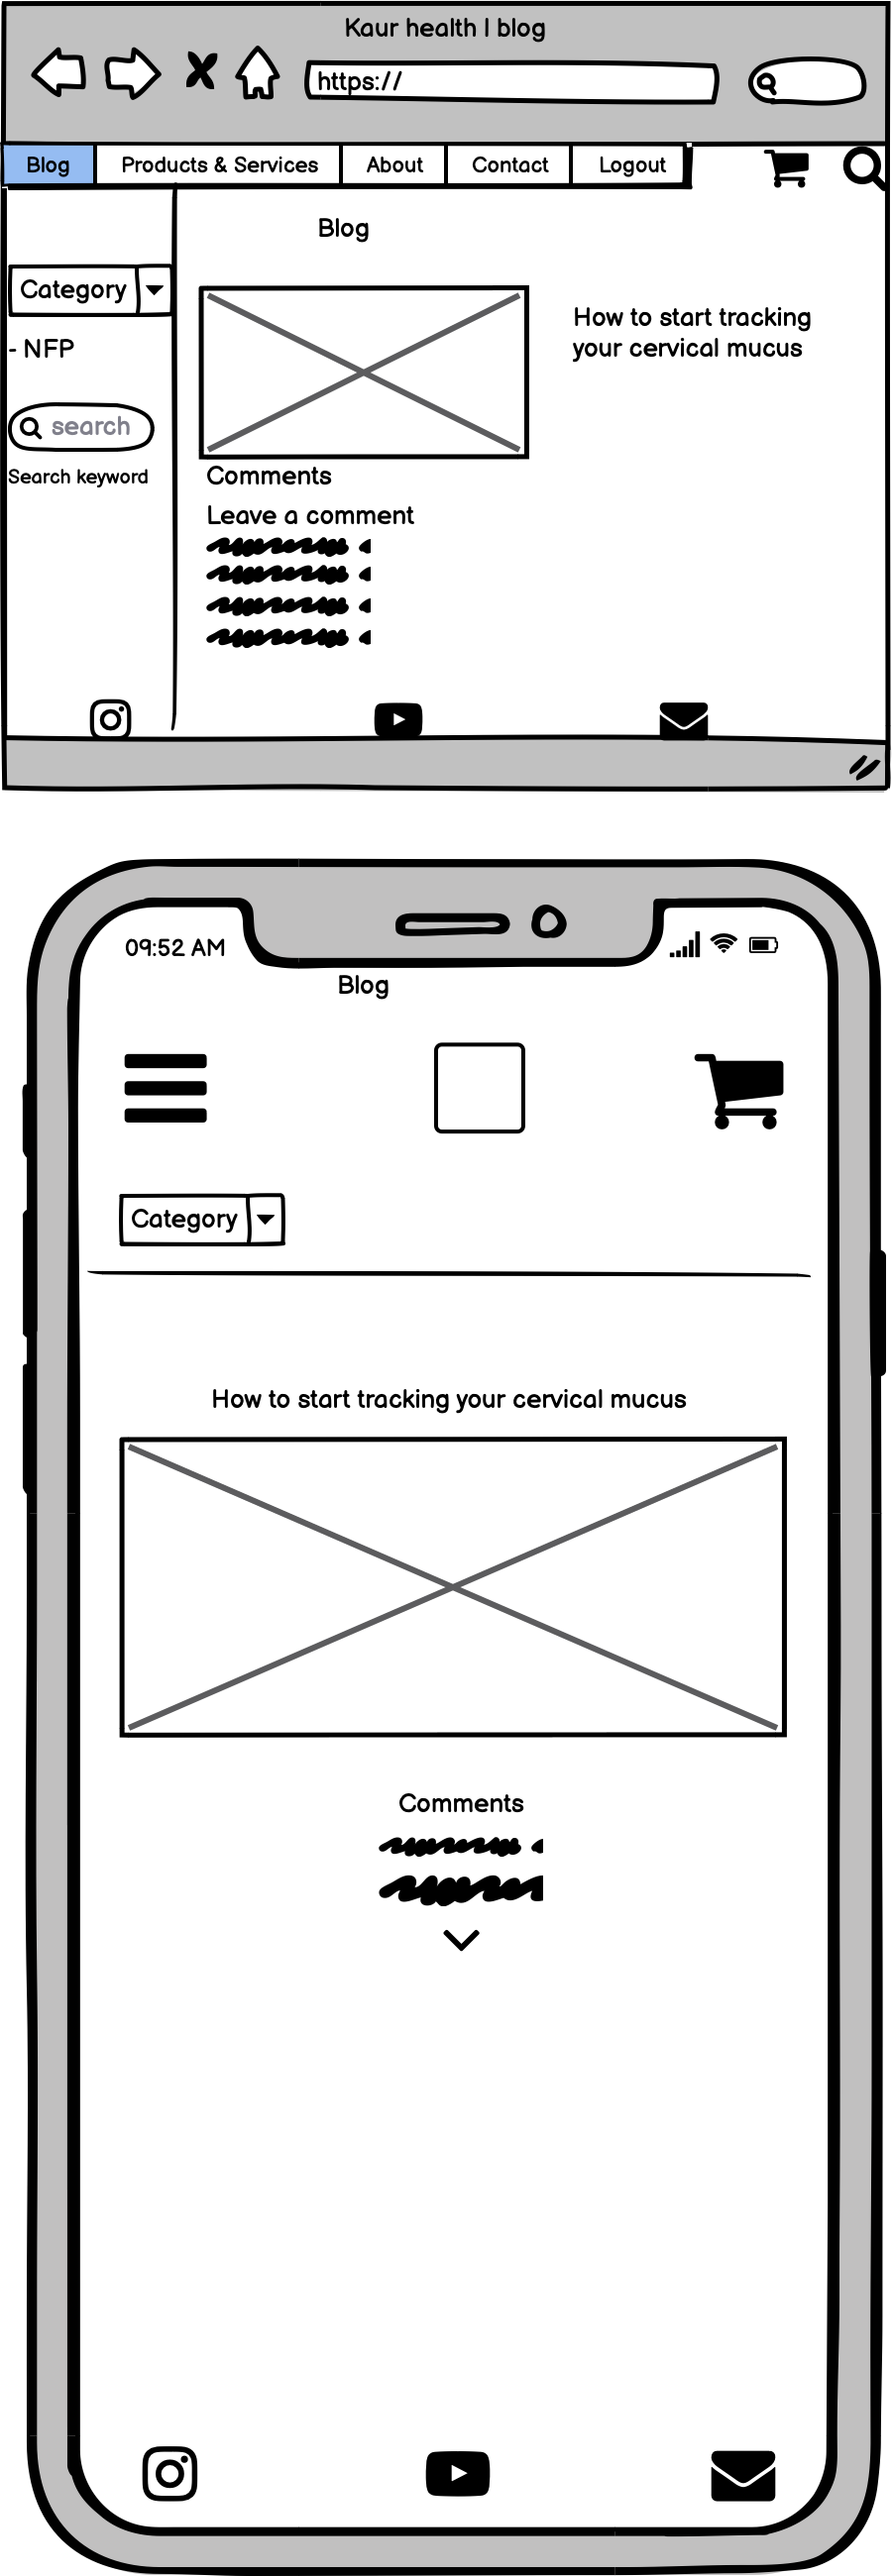 Kaur health | blog
https://
Blog Products & Services About Contact Logout
Blog
Category
- NFP
search
Search keyword
How to start tracking
your cervical mucus
Comments
Leave a comment
09:52 AM
Blog
Category
How to start tracking your cervical mucus
Comments